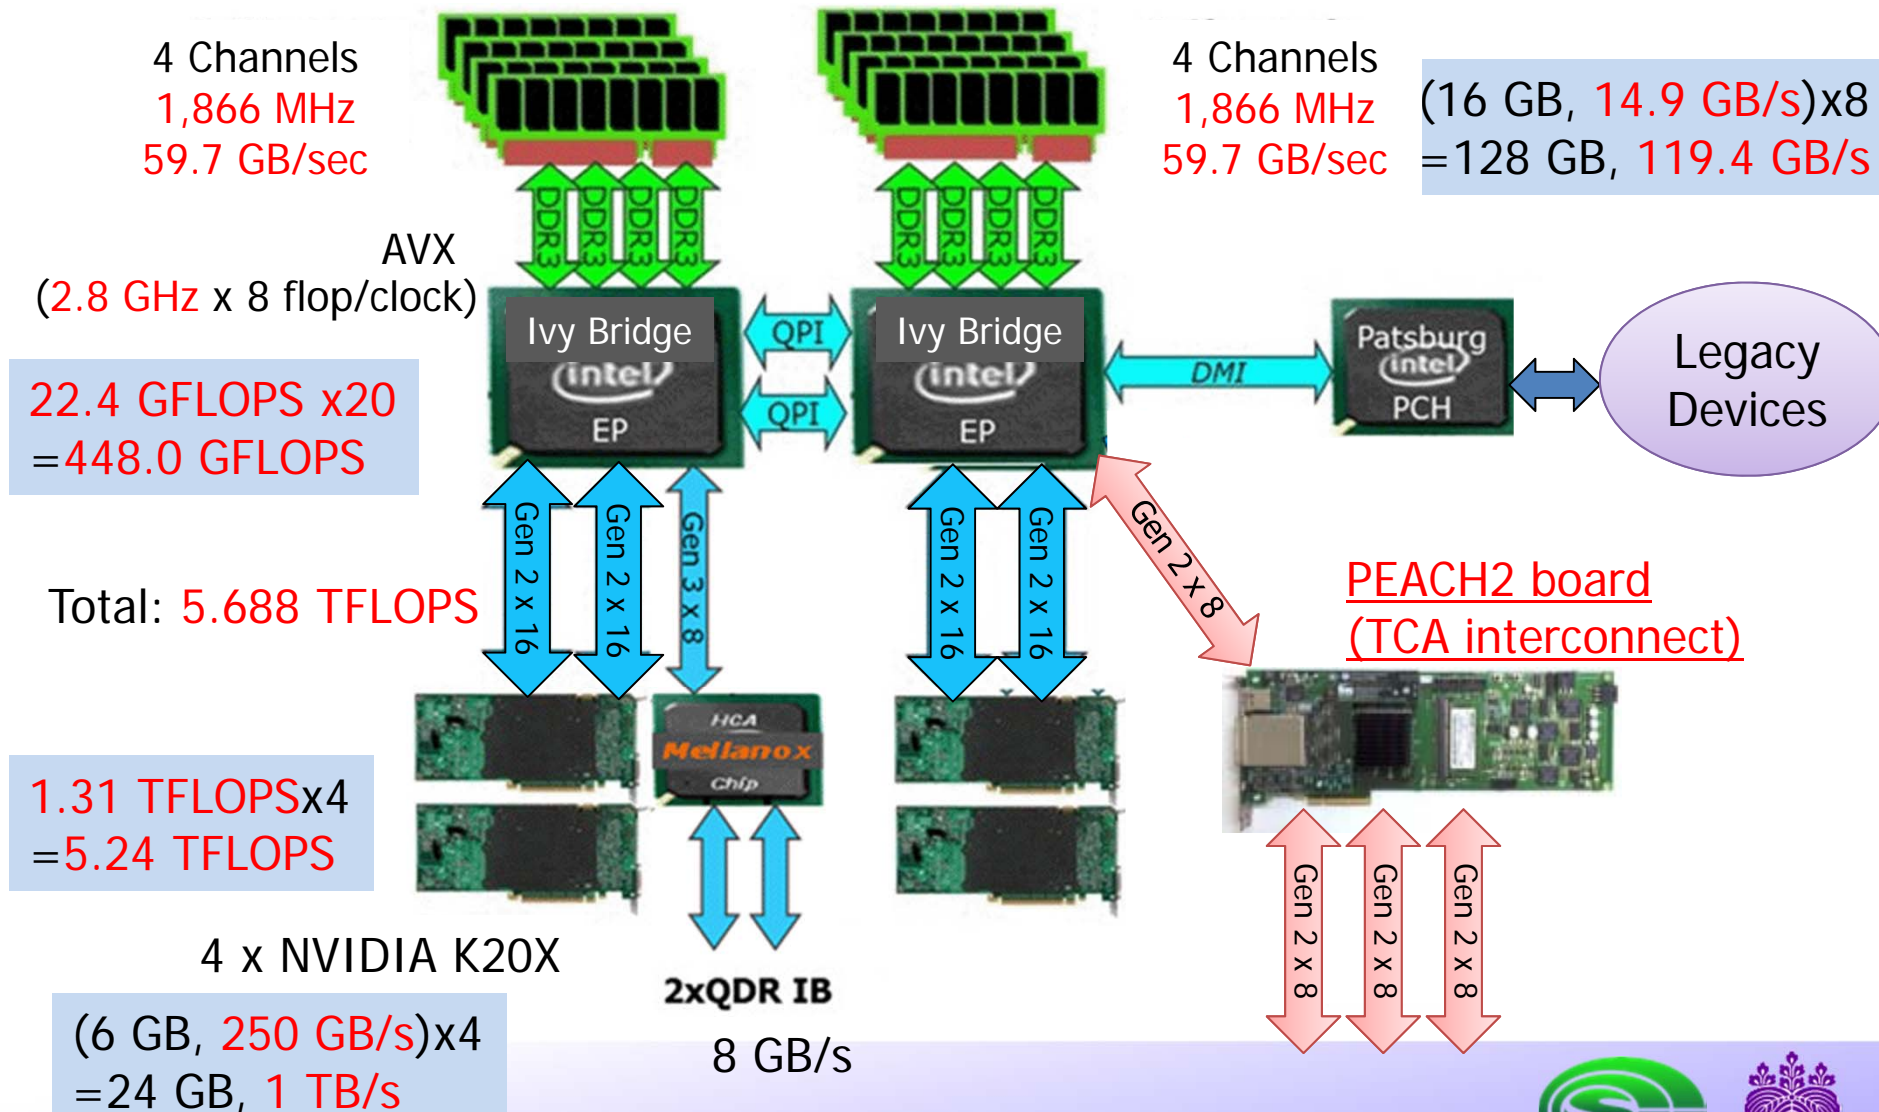 4 Channels
1,866 MHz
59.7 GB/sec
4 Channels
1,866 MHz
59.7 GB/sec
(16 GB, 14.9 GB/s)x8
=128 GB, 119.4 GB/s
DDR3
DDR3
DDR3
DDR3
DDR3
DDR3
DDR3
DDR3
AVX
(2.8 GHz x 8 flop/clock)
Ivy Bridge
intel
EP
QPI
QPI
Ivy Bridge
intel
EP
DMI
Patsburg
intel
PCH
Legacy
Devices
22.4 GFLOPS x20
=448.0 GFLOPS
Gen 2 x 16
Gen 2 x 16
Gen 3 x 8
Gen 2 x 16
Gen 2 x 16
Gen 2 x 8
Total: 5.688 TFLOPS
PEACH2 board
(TCA interconnect)
HCA
Mellanox
Chip
1.31 TFLOPSx4
=5.24 TFLOPS
Gen 2 x 8
Gen 2 x 8
Gen 2 x 8
4 x NVIDIA K20X
2xQDR IB
8 GB/s
(6 GB, 250 GB/s)x4
=24 GB, 1 TB/s